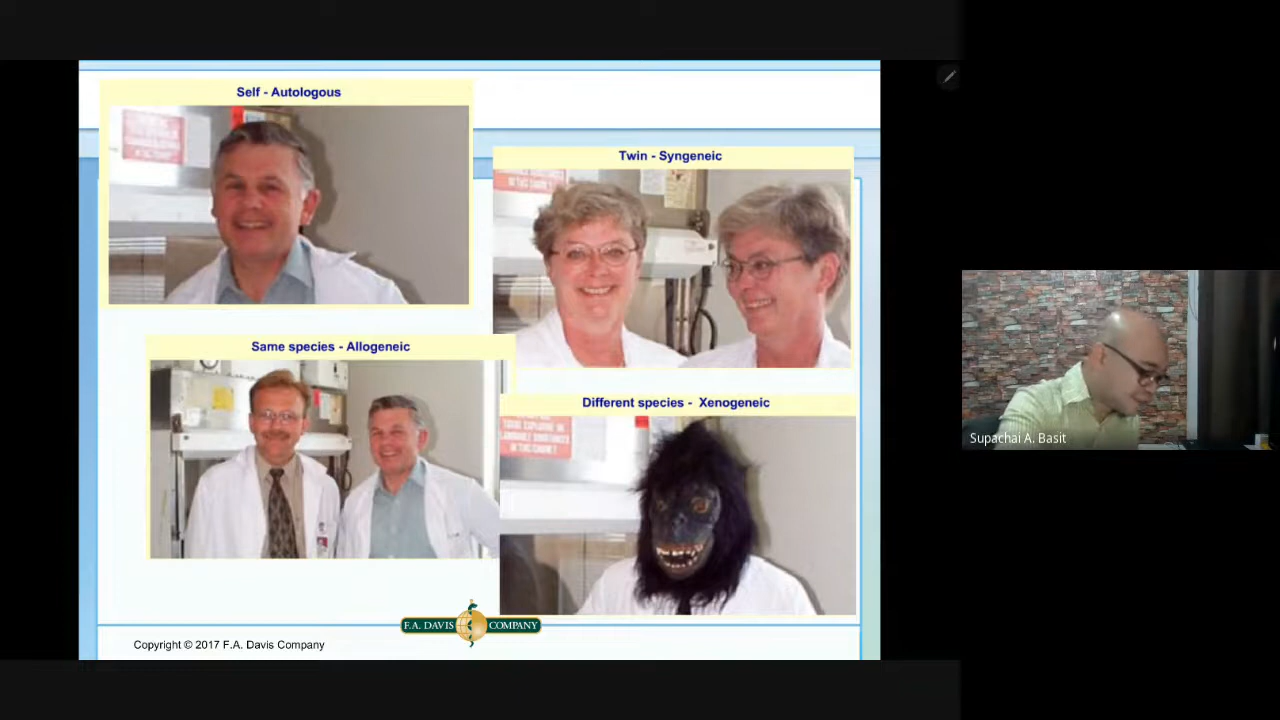 Self - Autologous
Twin - Syngeneic
Same species - Allogeneic
Different species - Xenogeneic
F.A. DAVIS COMPANY
Copyright © 2017 F.A. Davis Company
Supachai A. Basit